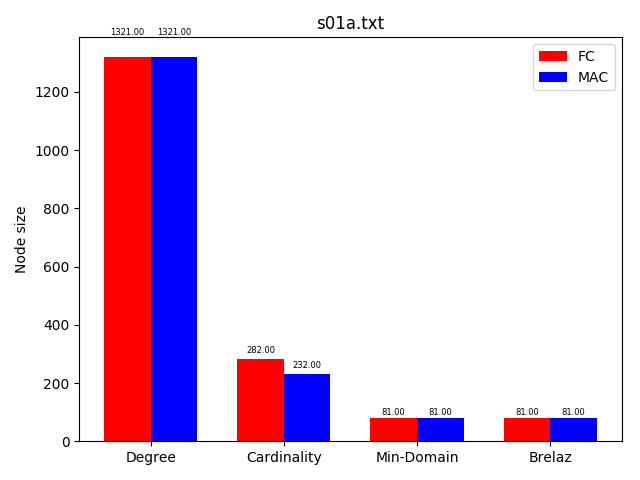 s01a.txt
1321.00 1321.00
FC
MAC
1200
1000
800
600
400
200
0
Node size
282.00
232.00
81.00 81.00 81.00 81.00
Degree Cardinality Min-Domain Brelaz